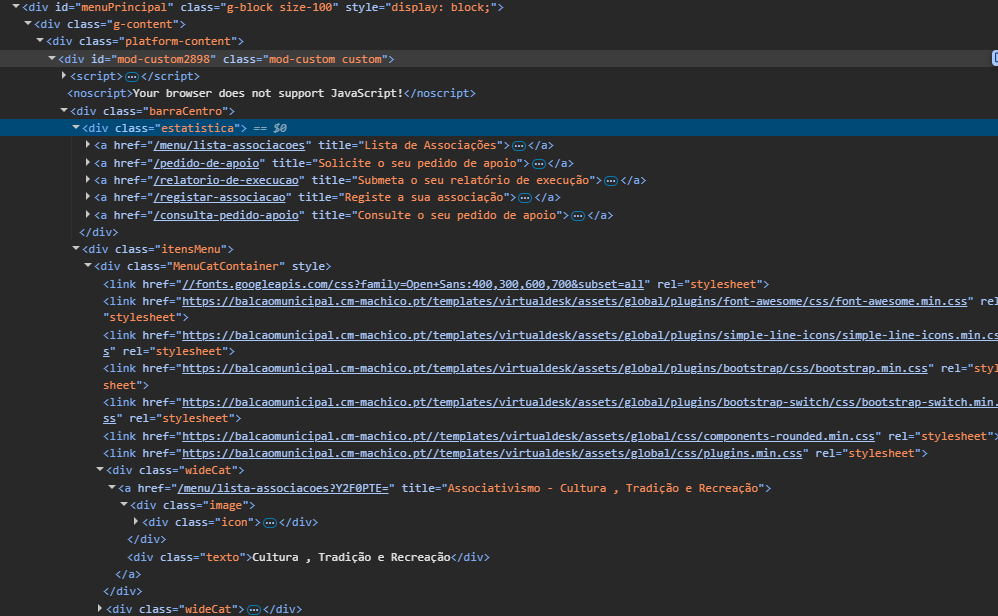 <div id="menuPrincipal" class="g-block size-100" style="display: block;">
<div class="g-content">
<div class="platform-content">
<div id="mod-custom2898" class="mod-custom custom">
<script>…</script>
<noscript>Your browser does not support JavaScript!</noscript>
<div class="barraCentro">
<div class="estatistica"> == $0
<a href="/menu/lista-associacoes" title="Lista de Associações">…</a>
<a href="/pedido-de-apoio" title="Solicite o seu pedido de apoio">…</a>
<a href="/relatorio-de-execucao" title="Submeta o seu relatório de execução">…</a>
<a href="/registar-associacao" title="Registe a sua associação">…</a>
<a href="/consulta-pedido-apoio" title="Consulte o seu pedido de apoio">…</a>
</div>
<div class="itensMenu">
<div class="MenuCatContainer" style>
<link href="//fonts.googleapis.com/css?family=Open+Sans:400,300,600,700&subset=all" rel="stylesheet">
<link href="https://balcaomunicipal.cm-machico.pt/templates/virtualdesk/assets/global/plugins/font-awesome/css/font-awesome.min.css" rel
"stylesheet">
<link href="https://balcaomunicipal.cm-machico.pt/templates/virtualdesk/assets/global/plugins/simple-line-icons/simple-line-icons.min.cs
s" rel="stylesheet">
<link href="https://balcaomunicipal.cm-machico.pt/templates/virtualdesk/assets/global/plugins/bootstrap/css/bootstrap.min.css" rel="styl
sheet">
<link href="https://balcaomunicipal.cm-machico.pt/templates/virtualdesk/assets/global/plugins/bootstrap-switch/css/bootstrap-switch.min.
ss" rel="stylesheet">
<link href="https://balcaomunicipal.cm-machico.pt//templates/virtualdesk/assets/global/css/components-rounded.min.css" rel="stylesheet">
<link href="https://balcaomunicipal.cm-machico.pt//templates/virtualdesk/assets/global/css/plugins.min.css" rel="stylesheet">
<div class="wideCat">
<a href="/menu/lista-associacoes?Y2F0PTE=" title="Associativismo - Cultura , Tradição e Recreação">
<div class="image">
<div class="icon">…</div>
</div>
<div class="texto">Cultura , Tradição e Recreação</div>
</a>
</div>
<div class="wideCat">…</div>